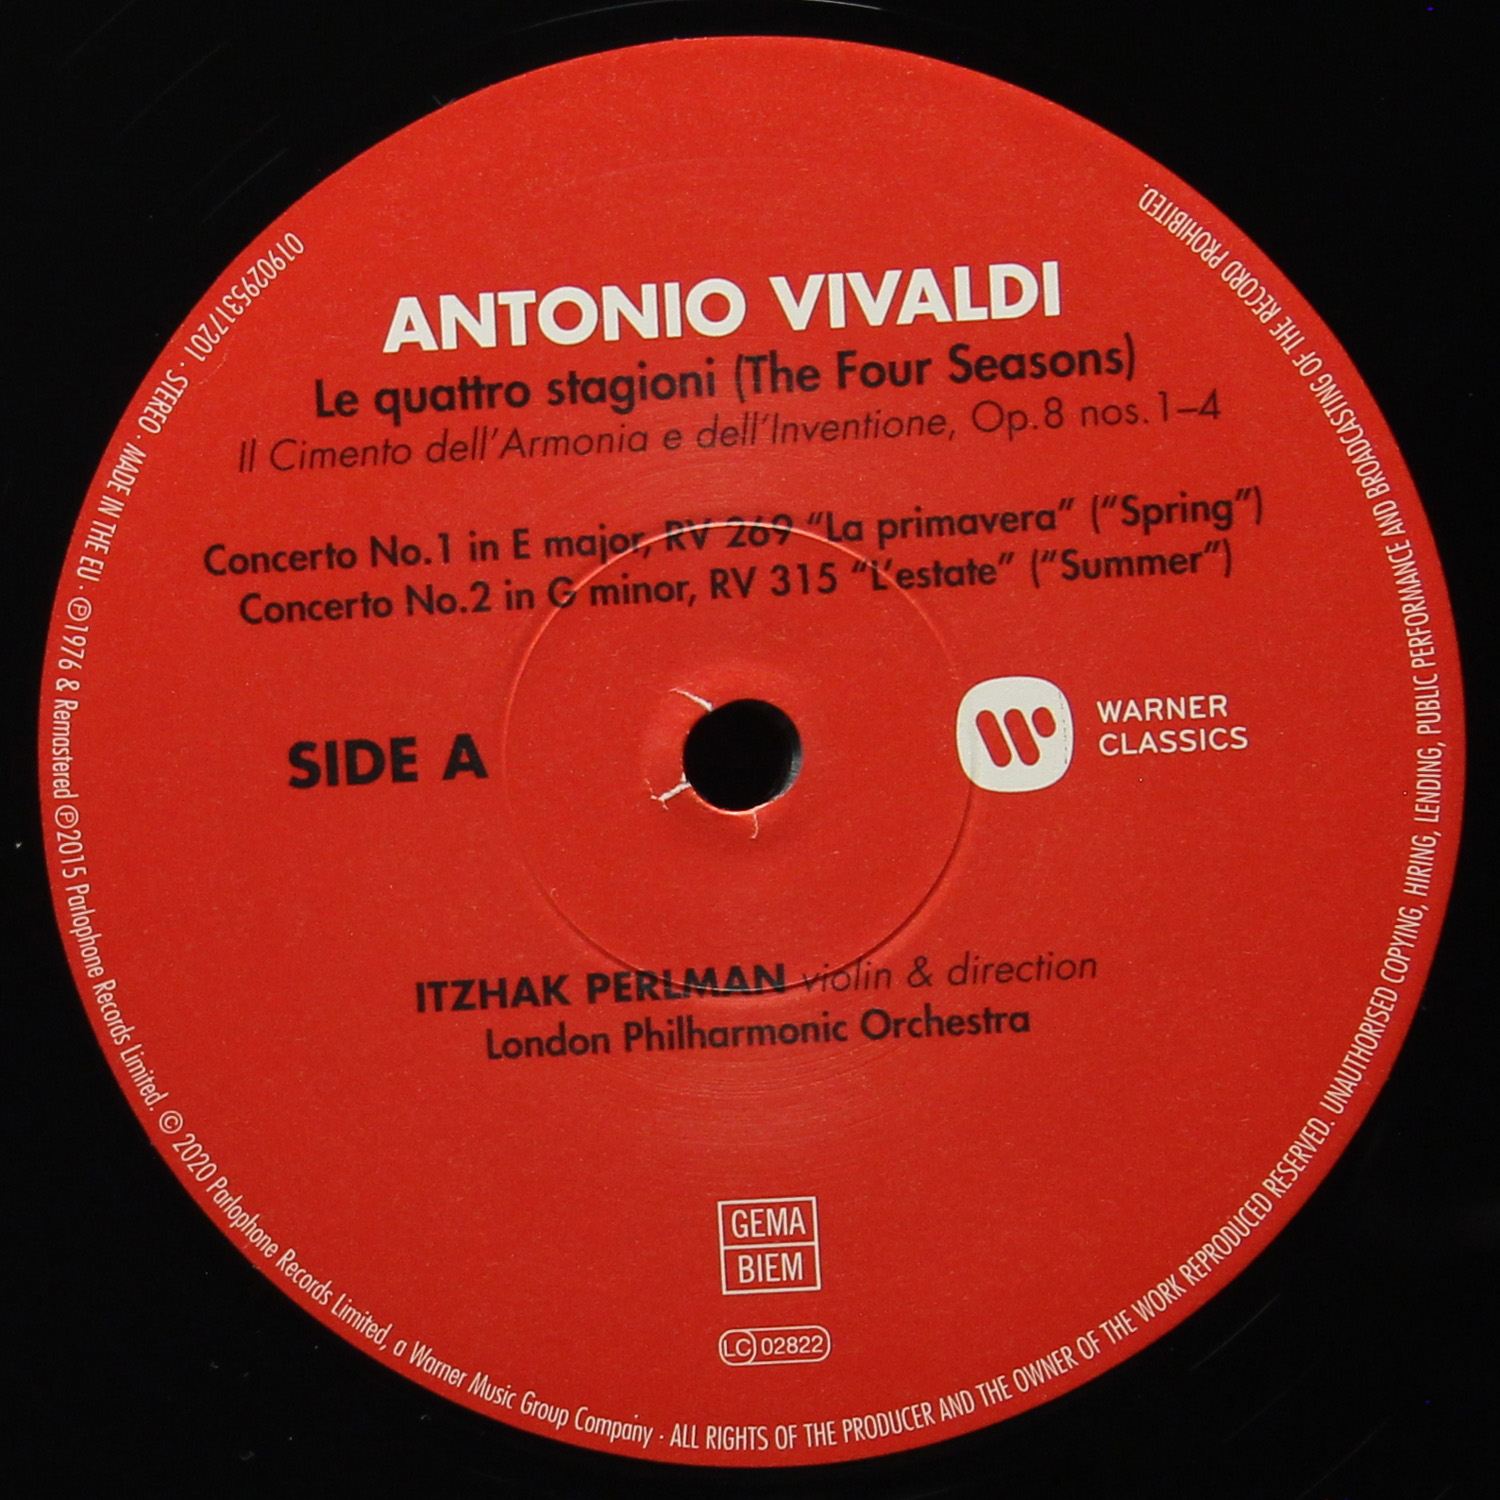 ANTONIO VIVALDI
Le quattro stagioni (The Four Seasons)
Il Cimento dell'Armonia e dell'Inventione, Op.8 nos.1–4
Concerto No.1 in E major, RV 269 “La primavera” (“Spring”)
Concerto No.2 in G minor, RV 315 “L'estate” (“Summer”)
SIDE A
WARNER
CLASSICS
ITZHAK PERLMAN violin & direction
London Philharmonic Orchestra
GEMA
BIEM
LC 02822
0190295317201 · STEREO · MADE IN THE EU · ℗1976 & Remastered ℗2015 Parlophone Records Limited. © 2020 Parlophone Records Limited, a Warner Music Group Company · ALL RIGHTS OF THE PRODUCER AND THE OWNER OF THE WORK REPRODUCED RESERVED. UNAUTHORISED COPYING, HIRING, LENDING, PUBLIC PERFORMANCE AND BROADCASTING OF THE RECORD PROHIBITED.